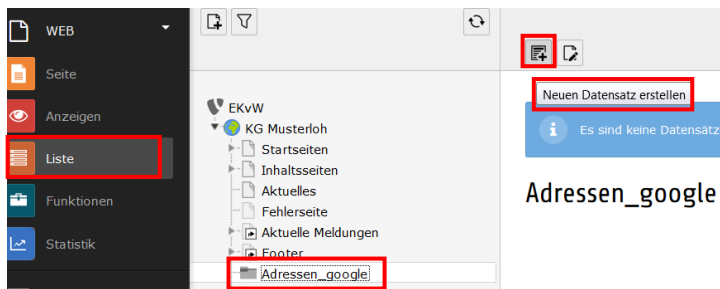 WEB
Seite
Anzeigen
Liste
Funktionen
Statistik
EKvW
KG Musterloh
Startseiten
Inhaltsseiten
Aktuelles
Fehlerseite
Aktuelle Meldungen
Footer
Adressen_google
Neuen Datensatz erstellen
Es sind keine Datensätz
Adressen_google